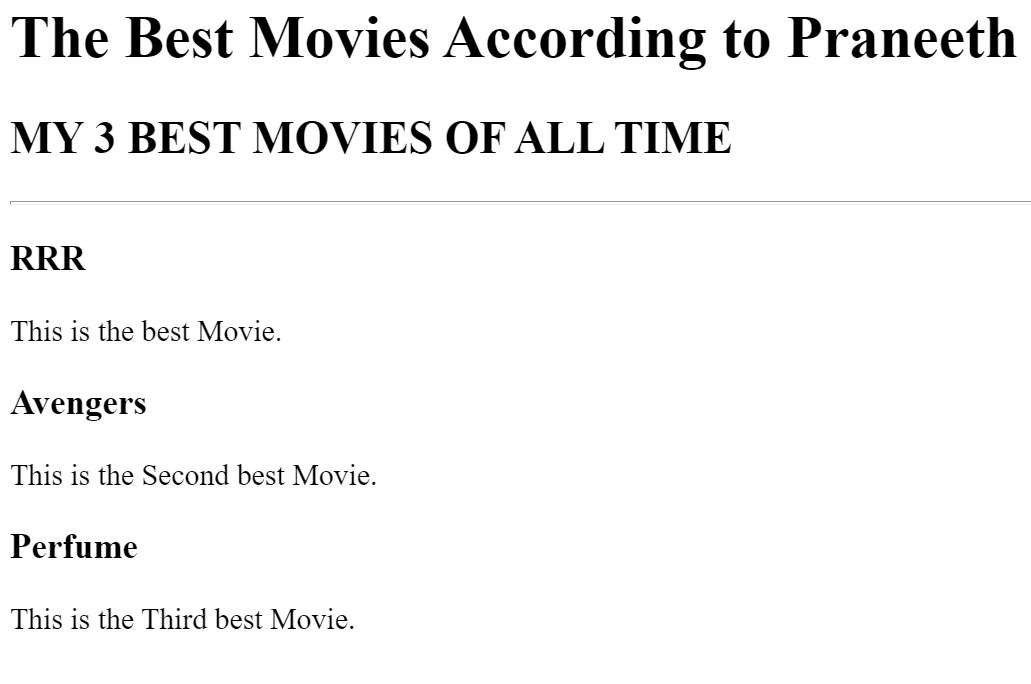 The Best Movies According to Praneeth
MY 3 BEST MOVIES OF ALL TIME
RRR
This is the best Movie.
Avengers
This is the Second best Movie.
Perfume
This is the Third best Movie.